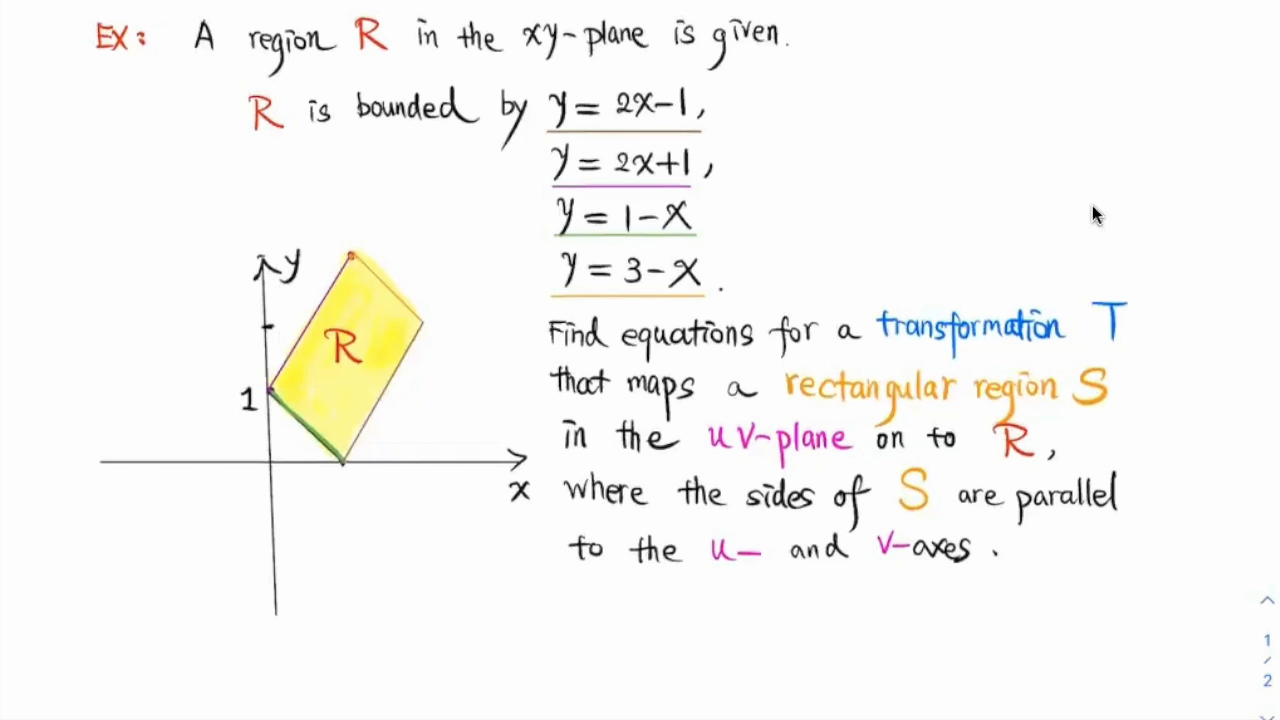 EX: A region R in the xy-plane is given.
R is bounded by y = 2x-1,
y = 2x+1,
y = 1-x
y = 3-x.
y
R
1
x
Find equations for a transformation T
that maps a rectangular region S
in the uv-plane on to R,
where the sides of S are parallel
to the u- and v-axes.
1
/
2